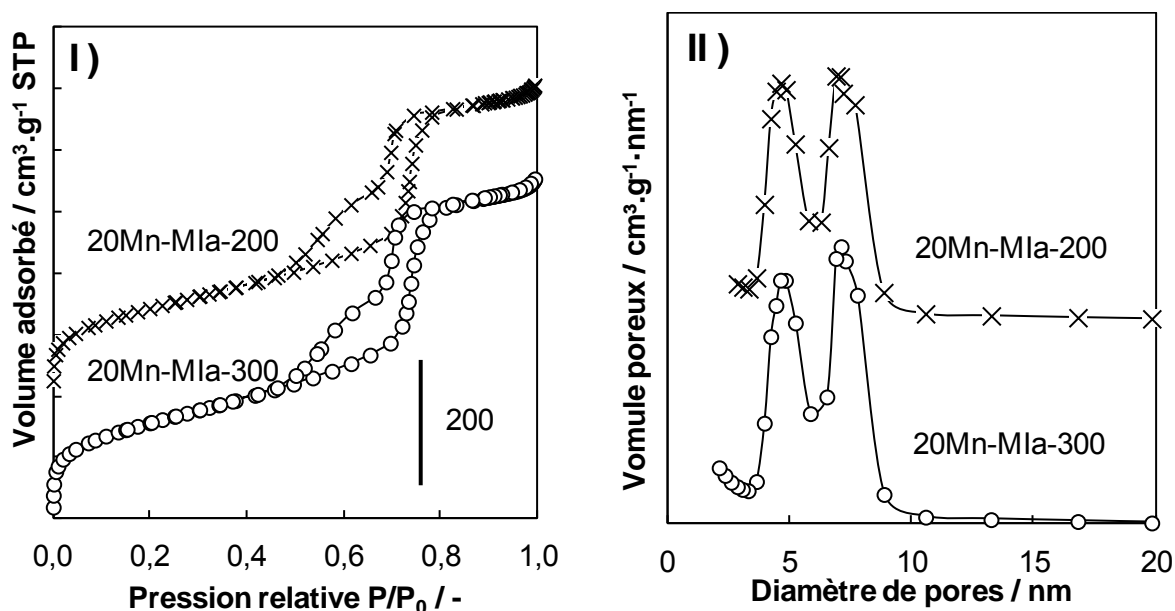 I )
Volume adsorbé / cm³.g⁻¹ STP
20Mn-MIa-200
20Mn-MIa-300
200
0,0 0,2 0,4 0,6 0,8 1,0
Pression relative P/P₀ / -
II )
Vomule poreux / cm³.g⁻¹·nm⁻¹
20Mn-MIa-200
20Mn-MIa-300
0 5 10 15 20
Diamètre de pores / nm